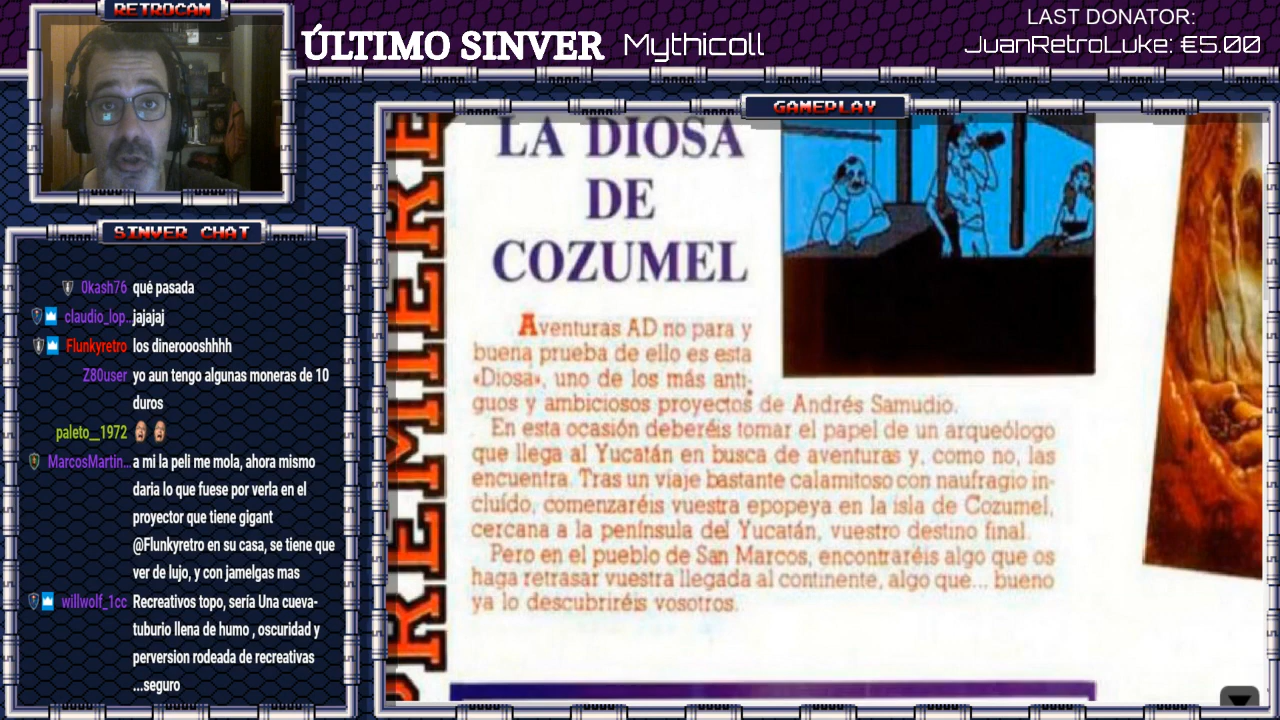 RETROCAM
ÚLTIMO SINVER Mythicoll
LAST DONATOR:
JuanRetroLuke: €5.00
SINVER CHAT
0kash76 qué pasada
claudio_lop.. jajajaj
Flunkyretro los dineroooshhhh
Z80user yo aun tengo algunas moneras de 10
duros
paleto__1972
MarcosMartin... a mi la peli me mola, ahora mismo
daria lo que fuese por verla en el
proyector que tiene gigant
@Flunkyretro en su casa, se tiene que
ver de lujo, y con jamelgas mas
willwolf_1cc Recreativos topo, sería Una cueva-
tuburio llena de humo , oscuridad y
perversion rodeada de recreativas
...seguro
GAMEPLAY
PREMIERE
LA DIOSA
DE
COZUMEL
Aventuras AD no para y
buena prueba de ello es esta
«Diosa», uno de los más anti-
guos y ambiciosos proyectos de Andrés Samudio.
En esta ocasión deberéis tomar el papel de un arqueólogo
que llega al Yucatán en busca de aventuras y, como no, las
encuentra. Tras un viaje bastante calamitoso con naufragio in-
cluído, comenzaréis vuestra epopeya en la isla de Cozumel,
cercana a la península del Yucatán, vuestro destino final.
Pero en el pueblo de San Marcos, encontraréis algo que os
haga retrasar vuestra llegada al continente, algo que... bueno
ya lo descubriréis vosotros.